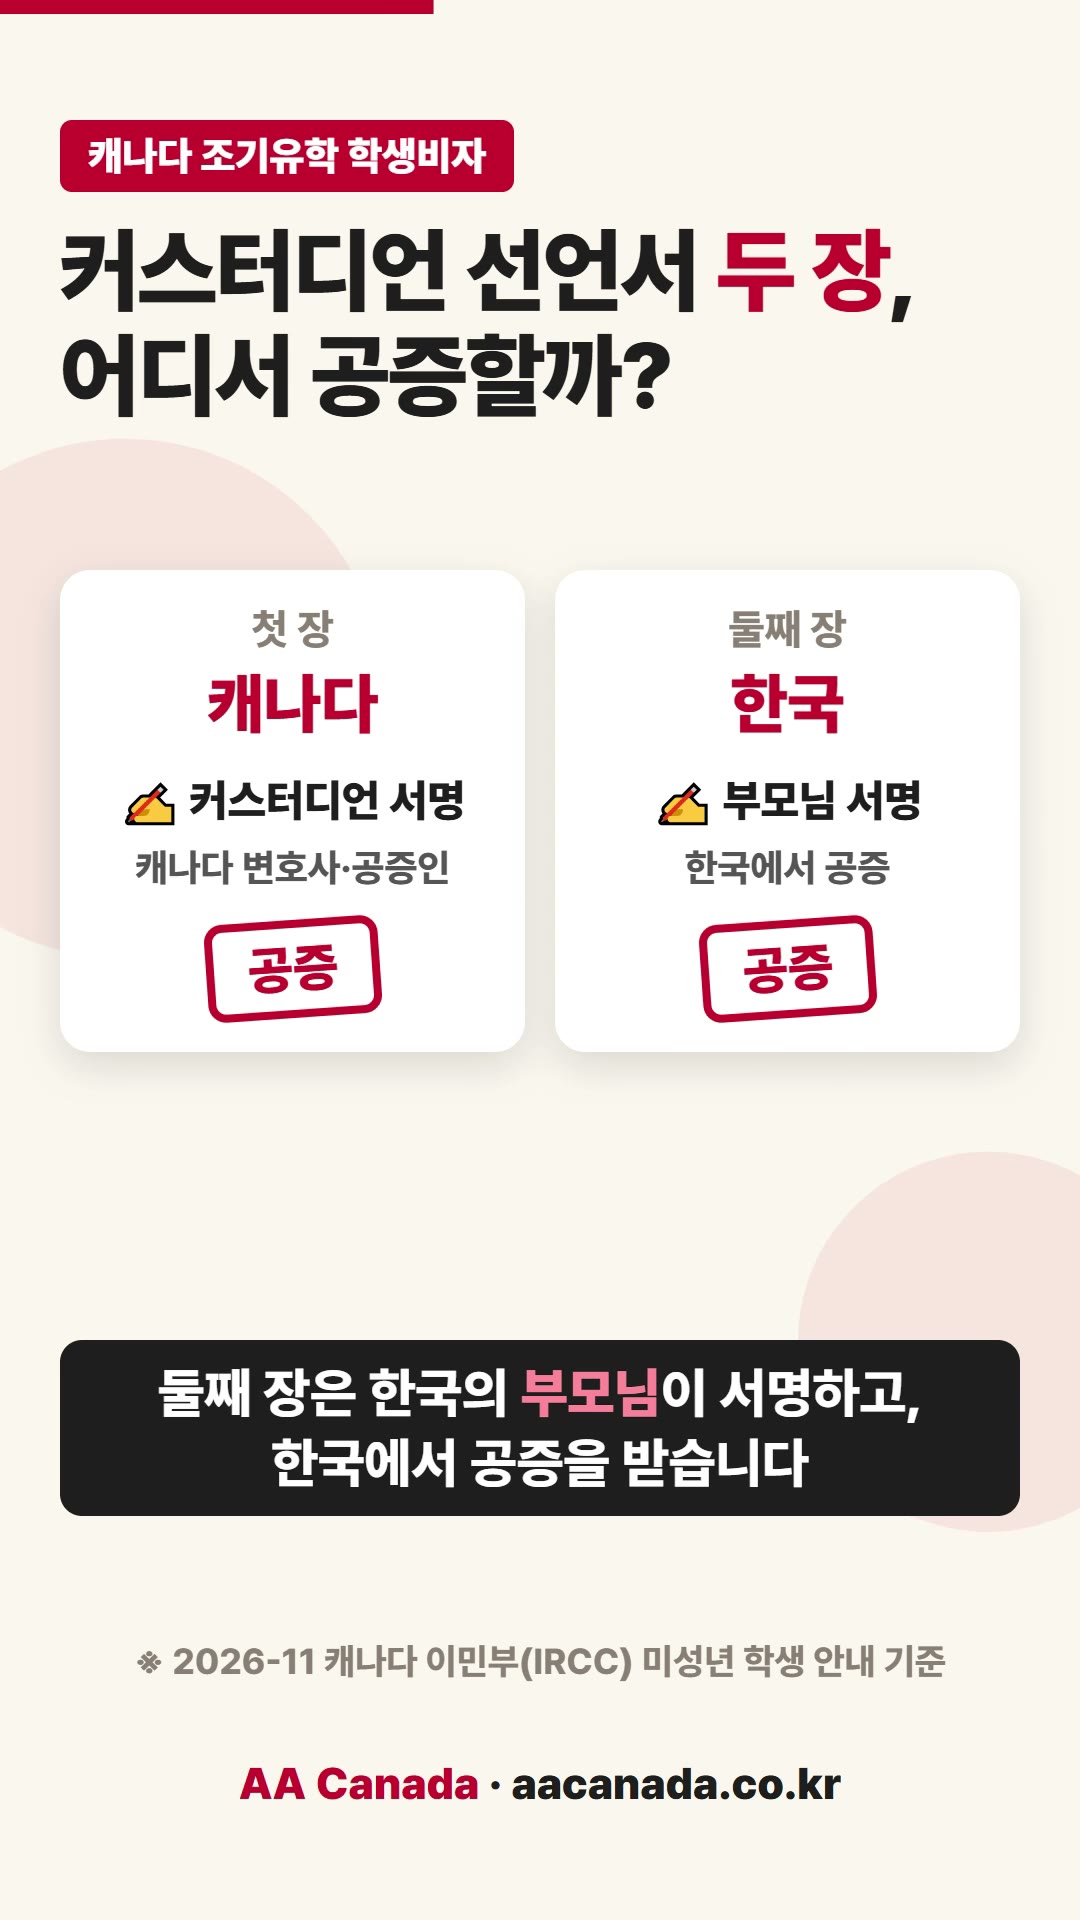 캐나다 조기유학 학생비자
커스터디언 선언서 두 장,
어디서 공증할까?
첫 장
캐나다
✍️ 커스터디언 서명
캐나다 변호사·공증인
공증
둘째 장
한국
✍️ 부모님 서명
한국에서 공증
공증
둘째 장은 한국의 부모님이 서명하고,
한국에서 공증을 받습니다
※ 2026-11 캐나다 이민부(IRCC) 미성년 학생 안내 기준
AA Canada · aacanada.co.kr